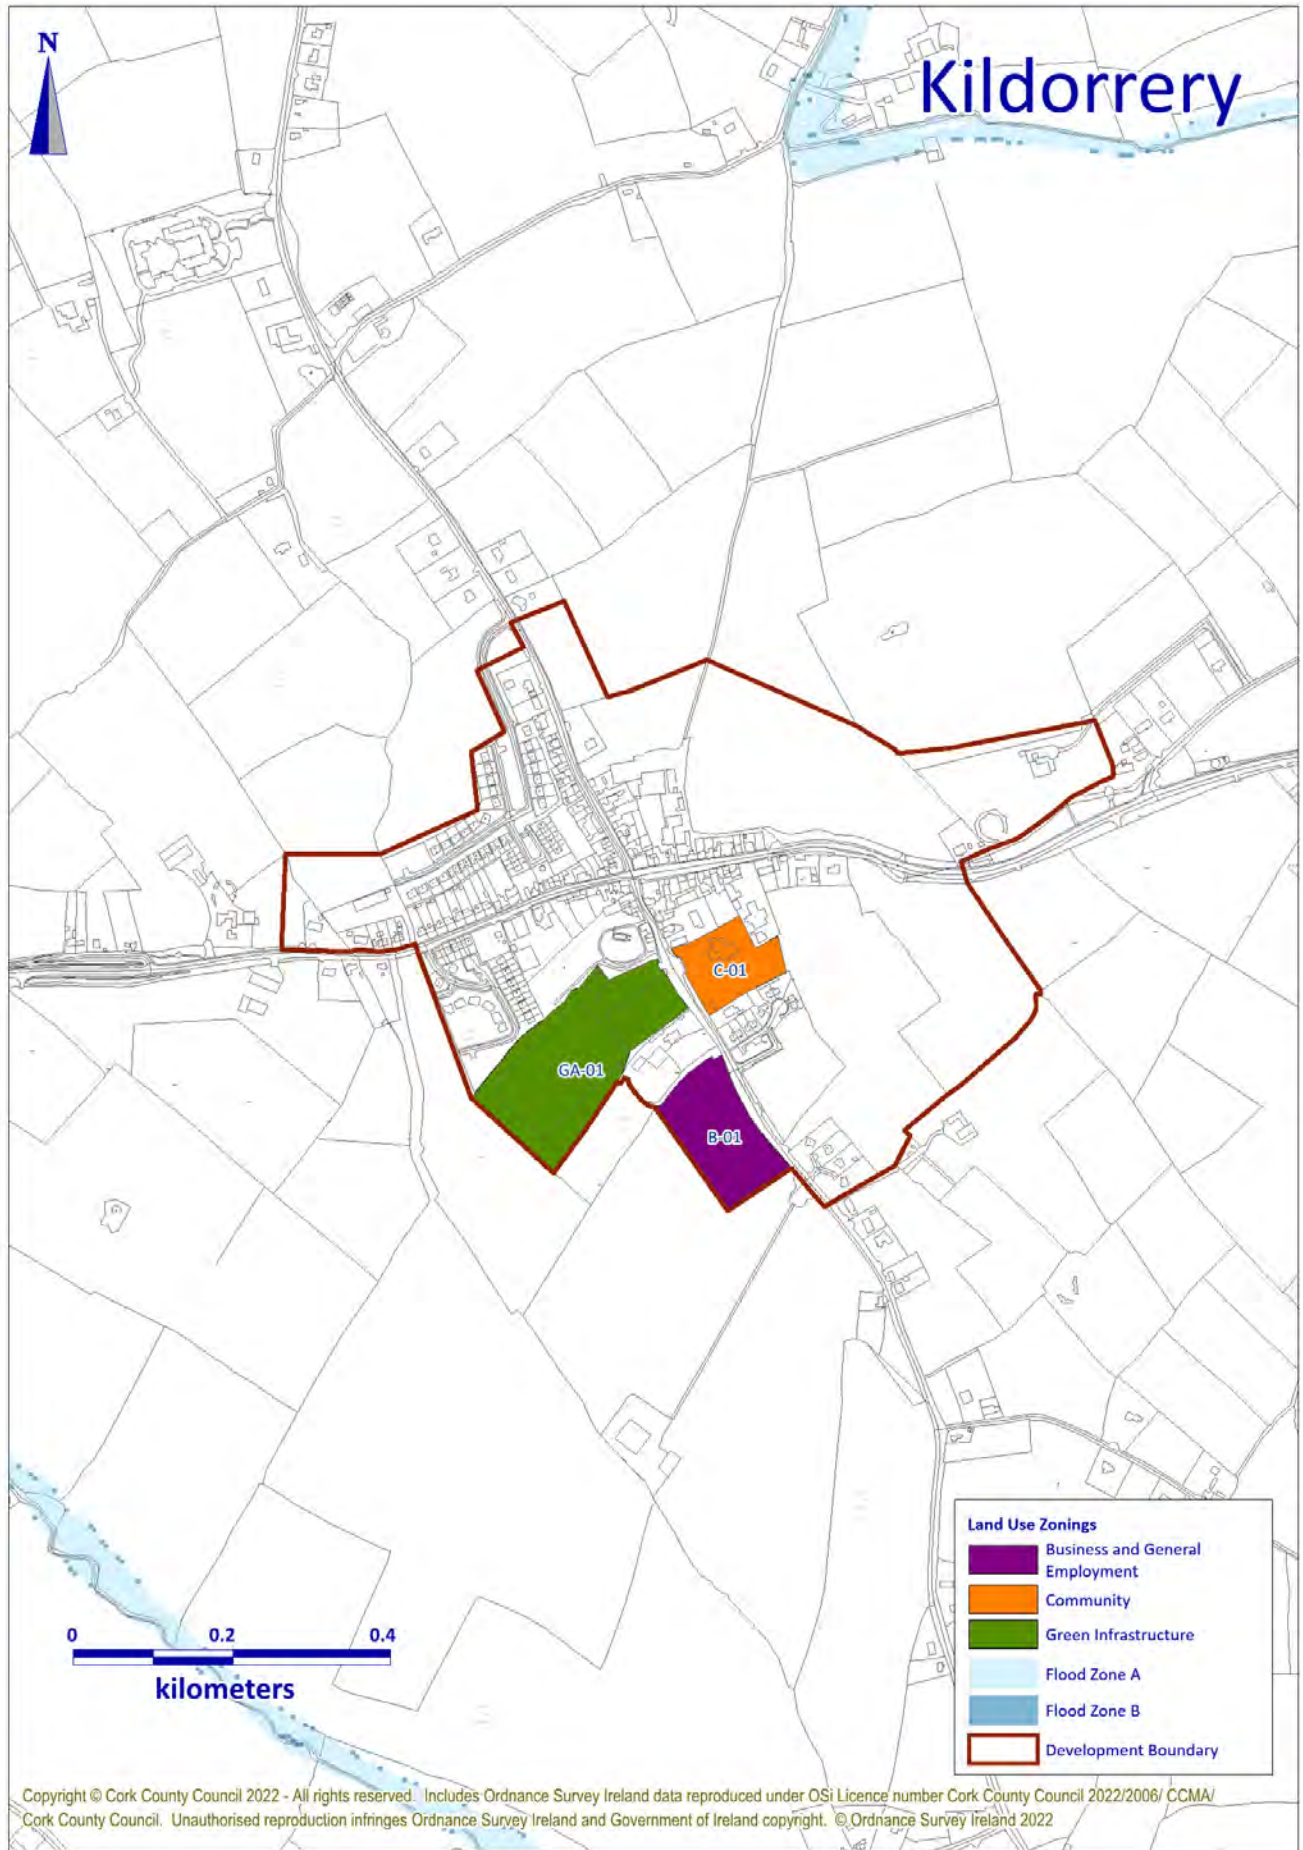 N
Kildorrery
C-01
GA-01
B-01
Land Use Zonings
Business and General
Employment
Community
Green Infrastructure
Flood Zone A
Flood Zone B
Development Boundary
0 0.2 0.4
kilometers
Copyright © Cork County Council 2022 - All rights reserved. Includes Ordnance Survey Ireland data reproduced under OSi Licence number Cork County Council 2022/2006/ CCMA/
Cork County Council. Unauthorised reproduction infringes Ordnance Survey Ireland and Government of Ireland copyright. © Ordnance Survey Ireland 2022